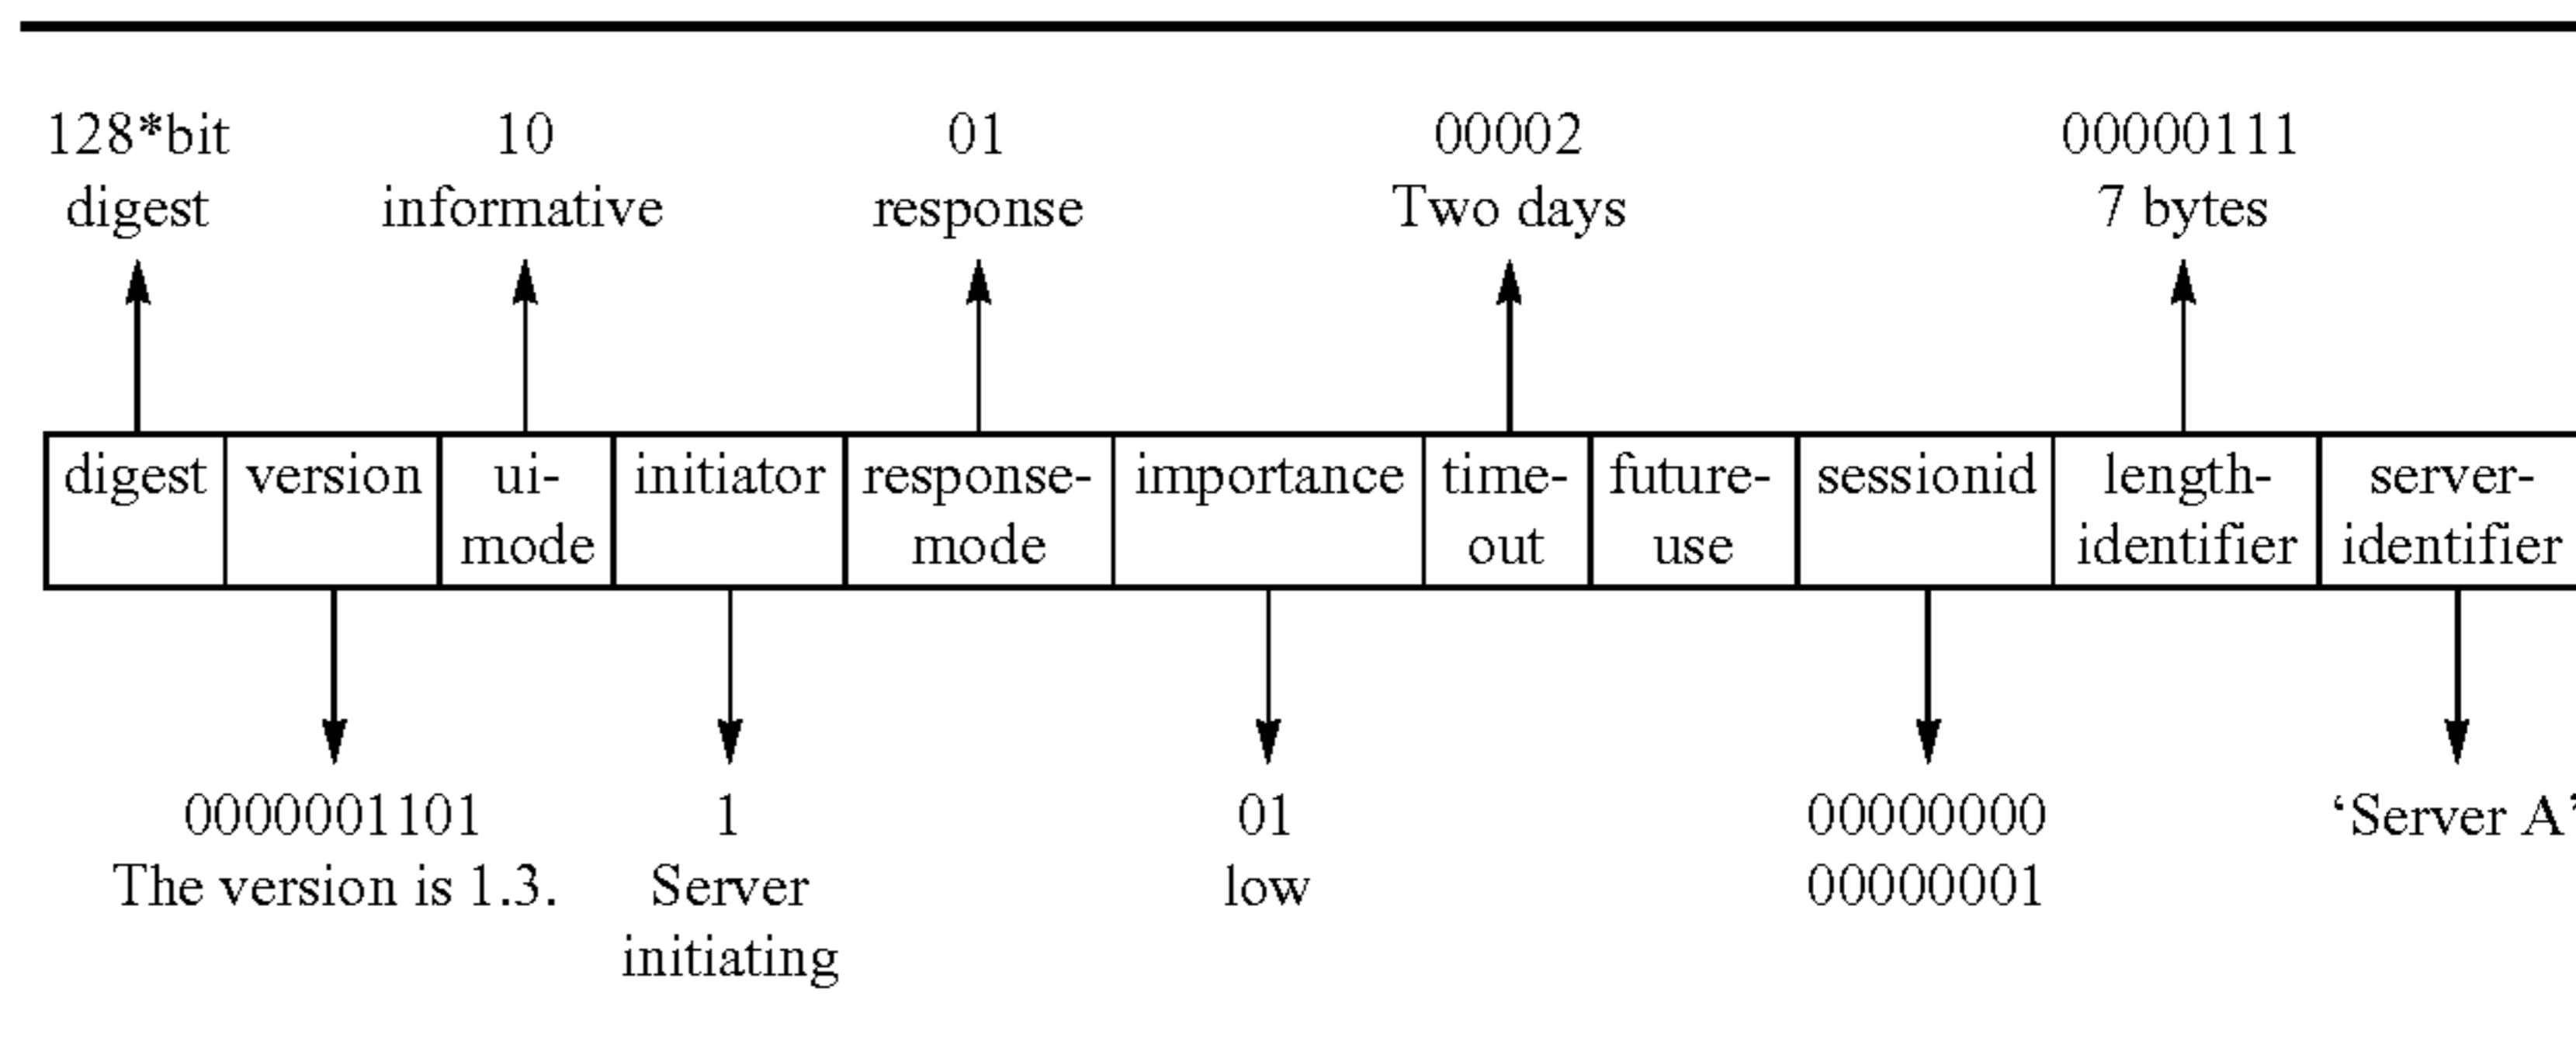 128*bit
digest
10
informative
01
response
00002
Two days
00000111
7 bytes
digest
version
ui-
mode
initiator
response-
mode
importance
time-
out
future-
use
sessionid
length-
identifier
server-
identifier
0000001101
The version is 1.3.
1
Server
initiating
01
low
00000000
00000001
‘Server A’